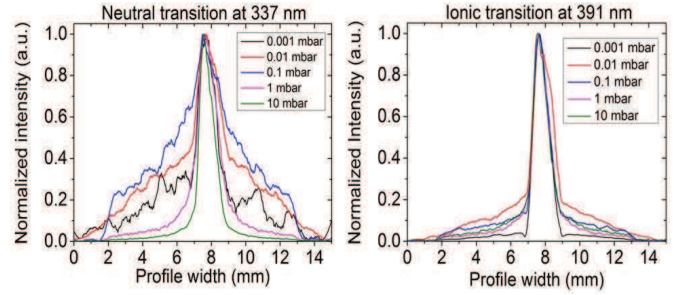 Neutral transition at 337 nm
Normalized intensity (a.u.)
1.0
0.8
0.6
0.4
0.2
0.0
0.001 mbar
0.01 mbar
0.1 mbar
1 mbar
10 mbar
0 2 4 6 8 10 12 14
Profile width (mm)
Ionic transition at 391 nm
Normalized Intensity (a.u.)
1.0
0.8
0.6
0.4
0.2
0.0
0.001 mbar
0.01 mbar
0.1 mbar
1 mbar
10 mbar
0 2 4 6 8 10 12 14
Profile width (mm)